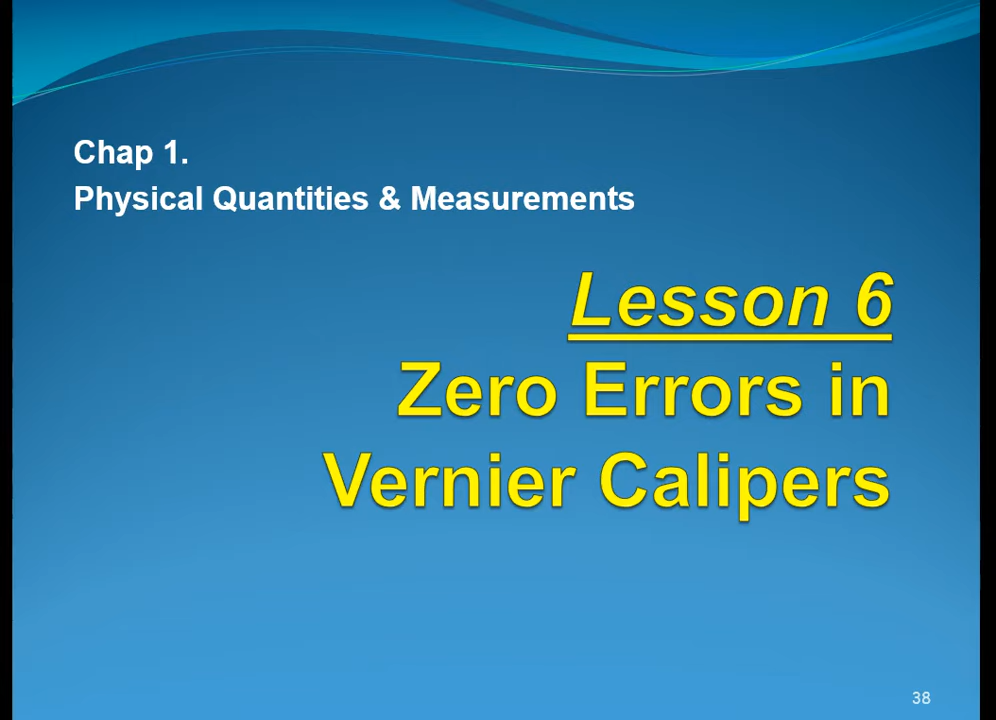 Chap 1.
Physical Quantities & Measurements
Lesson 6
Zero Errors in
Vernier Calipers
38